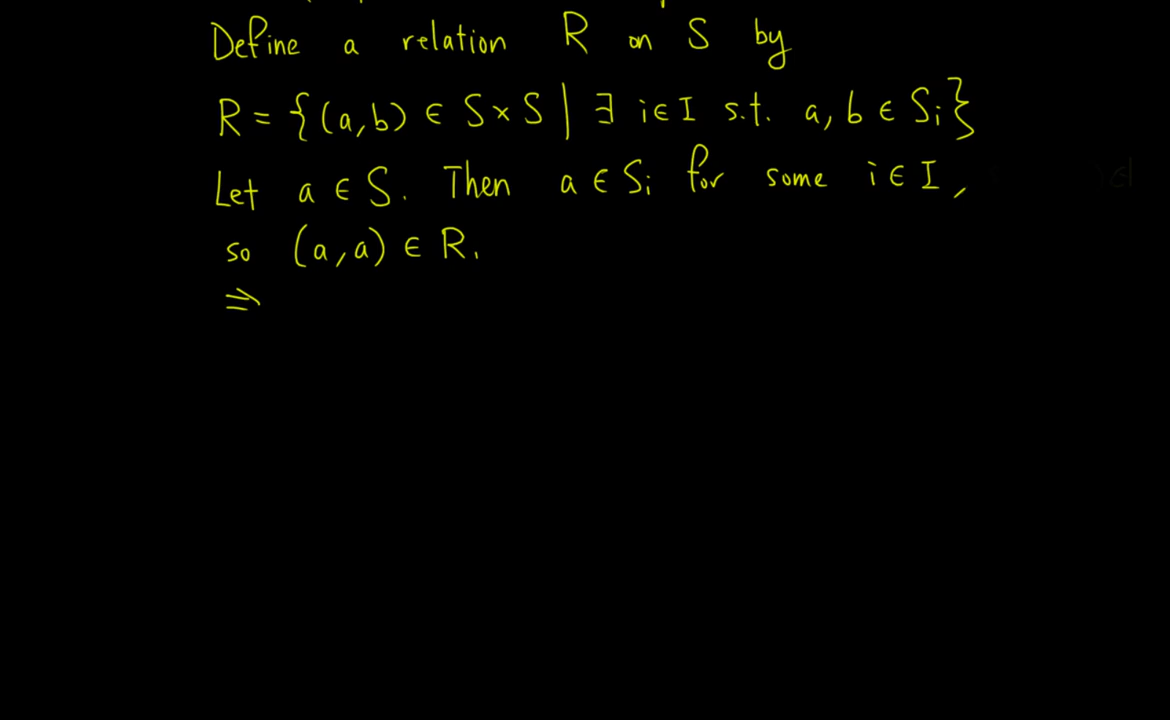 Define a relation R on S by
R = {(a,b) ∈ S×S | ∃ i∈I s.t. a, b ∈ Sᵢ}
Let a ∈ S. Then a ∈ Sᵢ for some i ∈ I,
so (a,a) ∈ R.
⇒